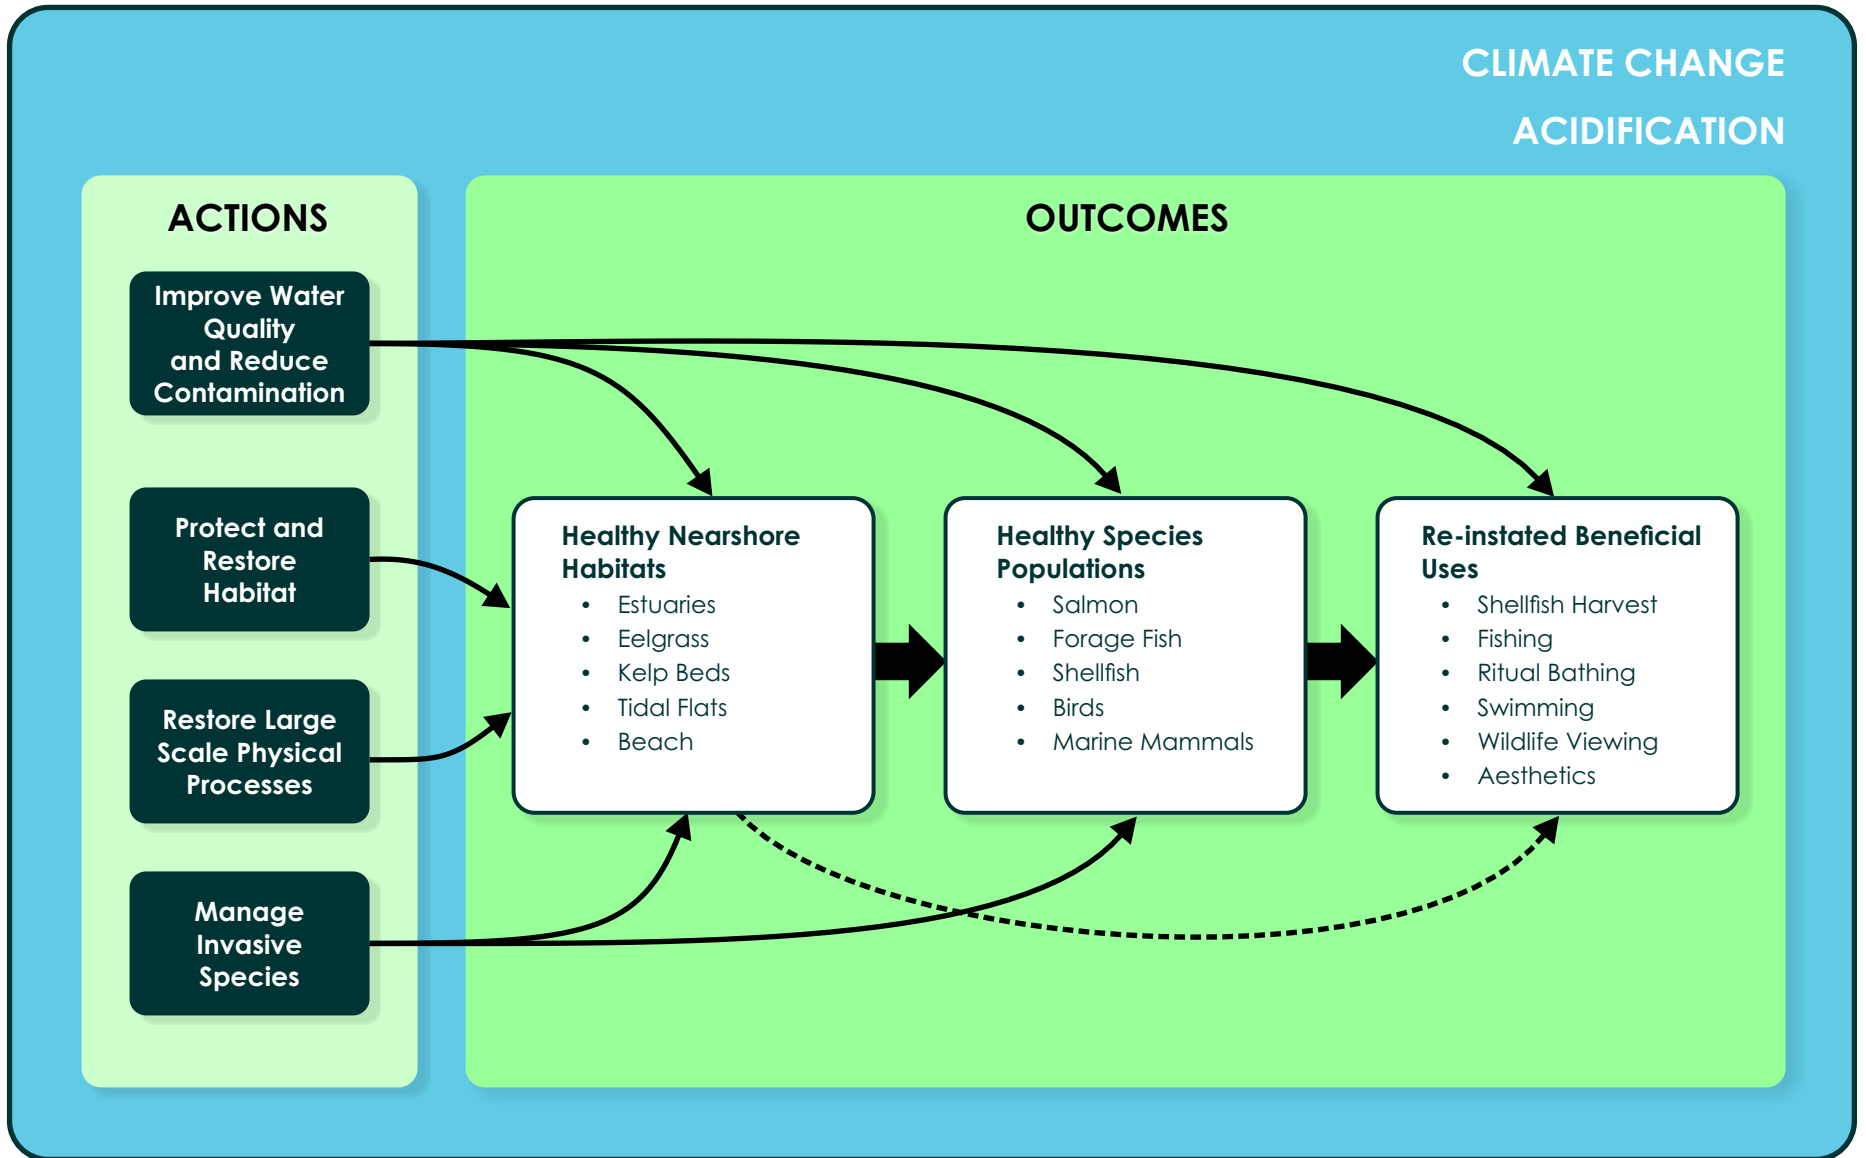 CLIMATE CHANGE
ACIDIFICATION
ACTIONS
Improve Water
Quality
and Reduce
Contamination
Protect and
Restore
Habitat
Restore Large
Scale Physical
Processes
Manage
Invasive
Species
OUTCOMES
Healthy Nearshore
Habitats
• Estuaries
• Eelgrass
• Kelp Beds
• Tidal Flats
• Beach
Healthy Species
Populations
• Salmon
• Forage Fish
• Shellfish
• Birds
• Marine Mammals
Re-instated Beneficial
Uses
• Shellfish Harvest
• Fishing
• Ritual Bathing
• Swimming
• Wildlife Viewing
• Aesthetics